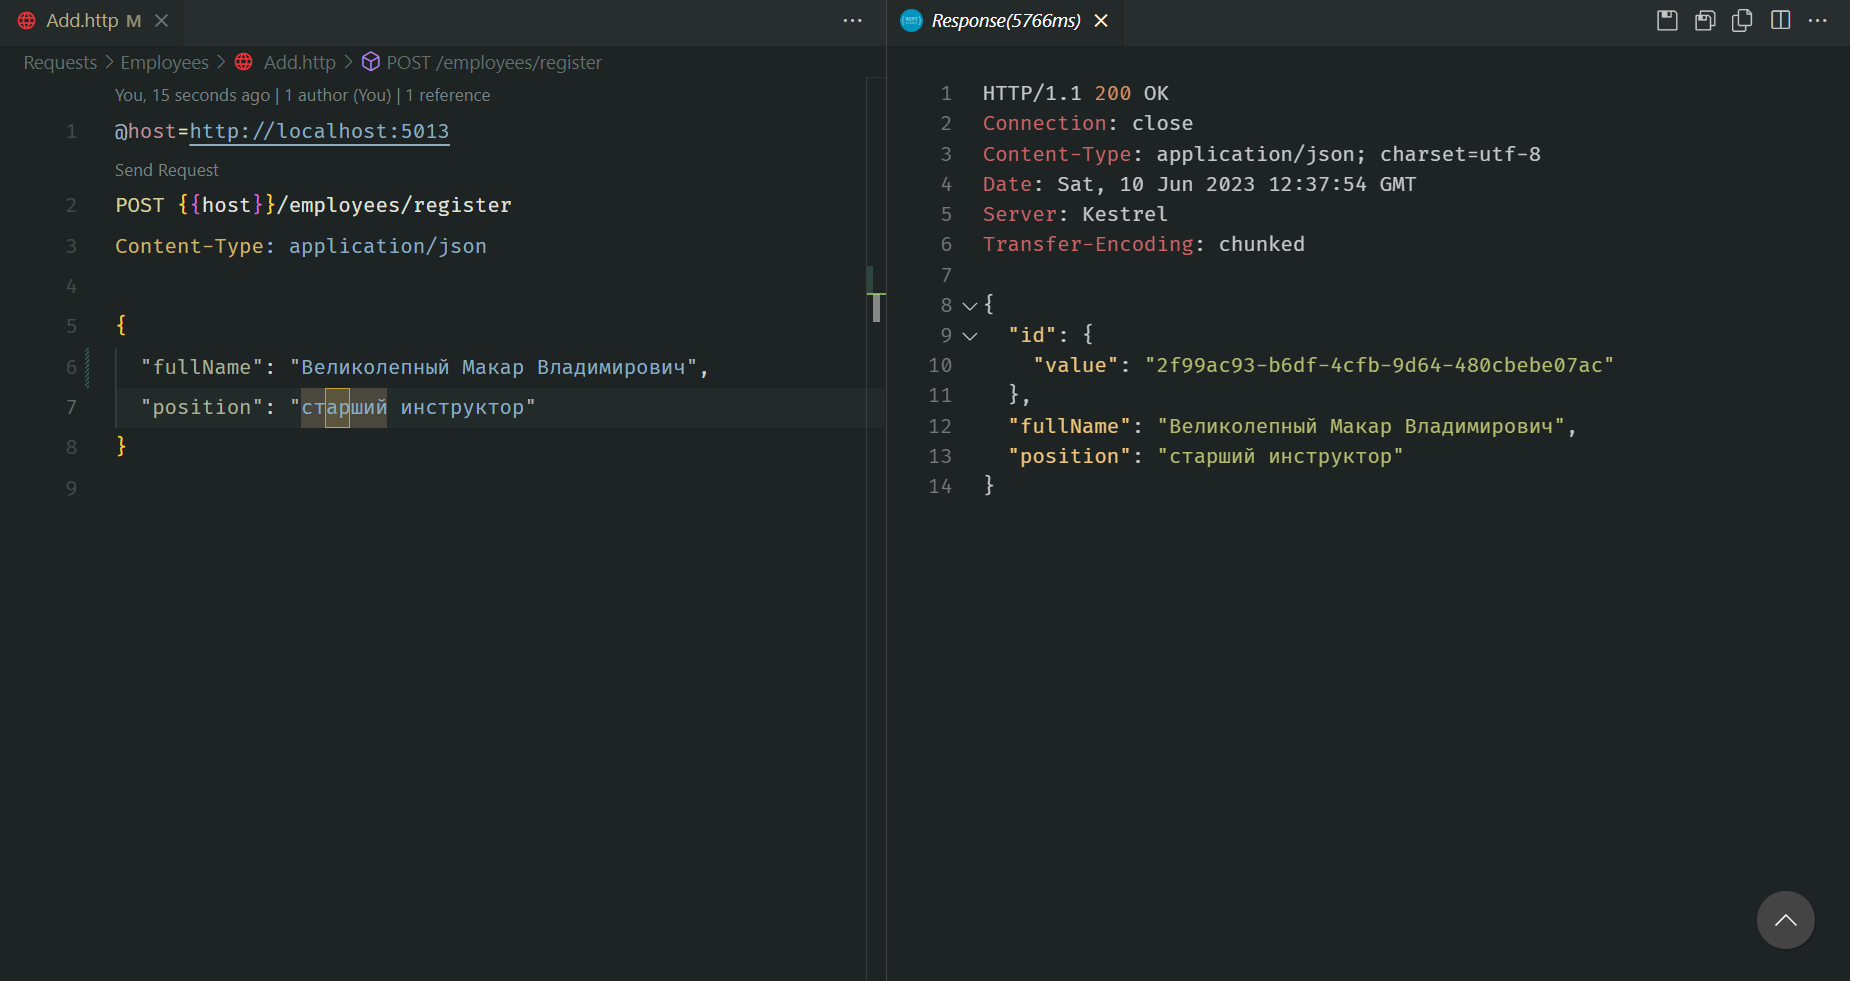 Add.http M
Requests > Employees > Add.http > POST /employees/register
You, 15 seconds ago | 1 author (You) | 1 reference
1 @host=http://localhost:5013
Send Request
2 POST {{host}}/employees/register
3 Content-Type: application/json
4
5 {
6 "fullName": "Великолепный Макар Владимирович",
7 "position": "старший инструктор"
8 }
9
Response(5766ms)
1 HTTP/1.1 200 OK
2 Connection: close
3 Content-Type: application/json; charset=utf-8
4 Date: Sat, 10 Jun 2023 12:37:54 GMT
5 Server: Kestrel
6 Transfer-Encoding: chunked
7
8 {
9 "id": {
10 "value": "2f99ac93-b6df-4cfb-9d64-480cbebe07ac"
11 },
12 "fullName": "Великолепный Макар Владимирович",
13 "position": "старший инструктор"
14 }